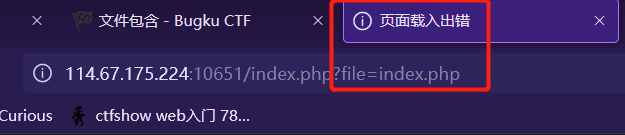 文件包含 - Bugku CTF
页面载入出错
114.67.175.224:10651/index.php?file=index.php
Curious
ctfshow web入门 78...